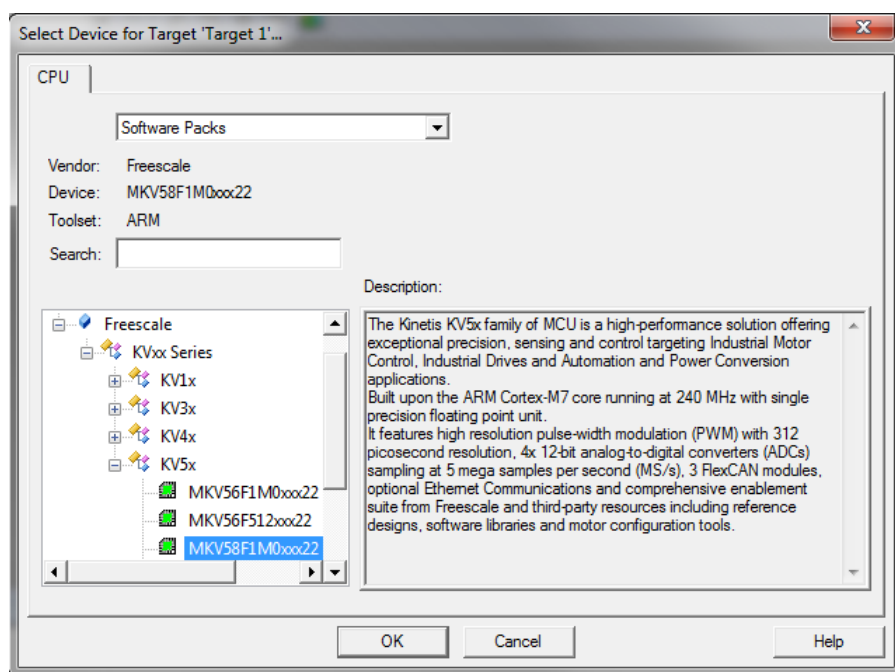 Select Device for Target 'Target 1'...
CPU
Software Packs
Vendor: Freescale
Device: MKV58F1M0xxx22
Toolset: ARM
Search:
Description:
Freescale
KVxx Series
KV1x
KV3x
KV4x
KV5x
MKV56F1M0xxx22
MKV56F512xxx22
MKV58F1M0xxx22
The Kinetis KV5x family of MCU is a high-performance solution offering
exceptional precision, sensing and control targeting Industrial Motor
Control, Industrial Drives and Automation and Power Conversion
applications.
Built upon the ARM Cortex-M7 core running at 240 MHz with single
precision floating point unit.
It features high resolution pulse-width modulation (PWM) with 312
picosecond resolution, 4x 12-bit analog-to-digital converters (ADCs)
sampling at 5 mega samples per second (MS/s), 3 FlexCAN modules,
optional Ethernet Communications and comprehensive enablement
suite from Freescale and third-party resources including reference
designs, software libraries and motor configuration tools.
OK
Cancel
Help